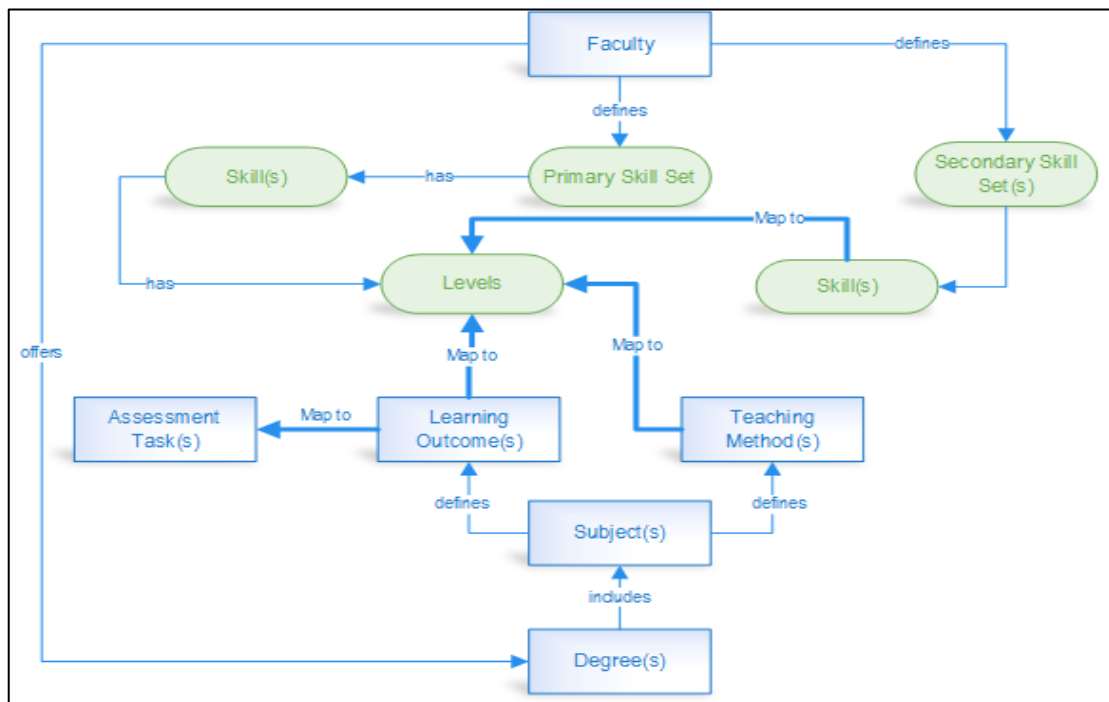 Faculty
defines
defines
Skill(s)
has
Primary Skill Set
Secondary Skill
Set(s)
Map to
has
Levels
Skill(s)
offers
Map to
Map to
Assessment
Task(s)
Map to
Learning
Outcome(s)
Teaching
Method(s)
defines
defines
Subject(s)
includes
Degree(s)